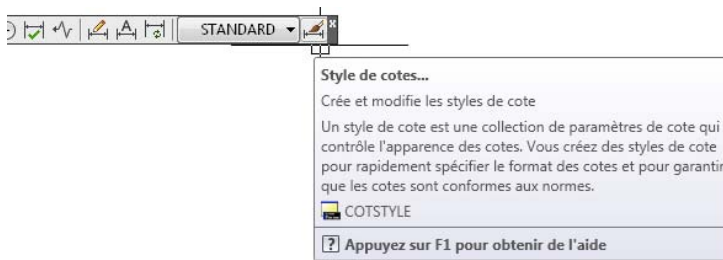 STANDARD
Style de cotes...
Crée et modifie les styles de cote
Un style de cote est une collection de paramètres de cote qui
contrôle l'apparence des cotes. Vous créez des styles de cote
pour rapidement spécifier le format des cotes et pour garantir
que les cotes sont conformes aux normes.
COTSTYLE
? Appuyez sur F1 pour obtenir de l'aide